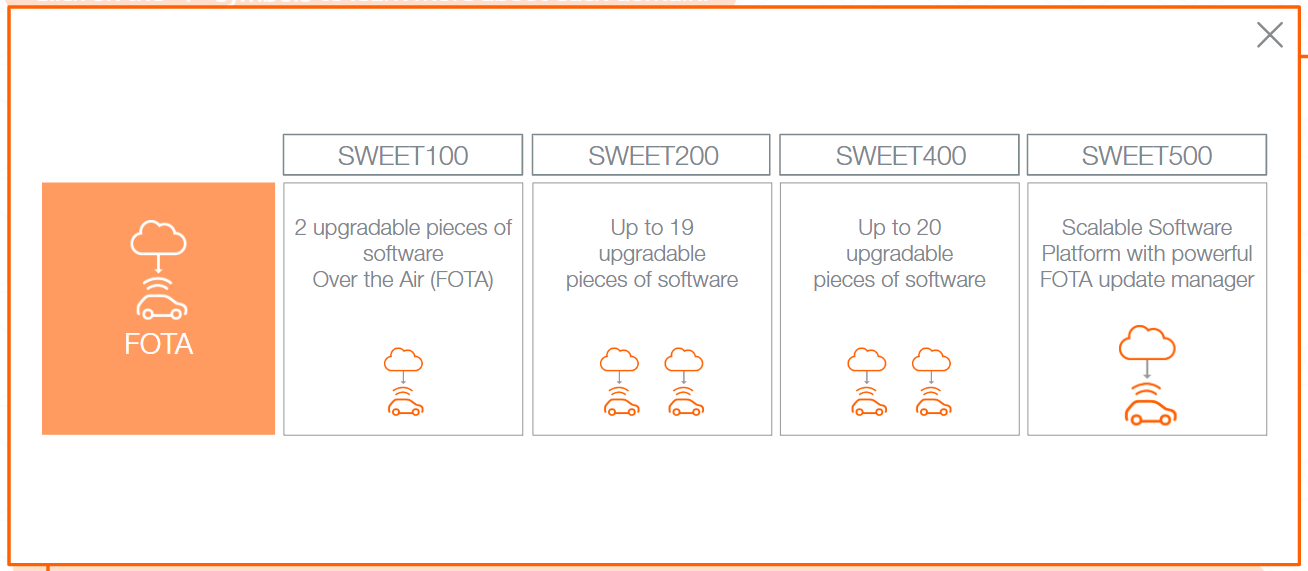 SWEET100
SWEET200
SWEET400
SWEET500
FOTA
2 upgradable pieces of
software
Over the Air (FOTA)
Up to 19
upgradable
pieces of software
Up to 20
upgradable
pieces of software
Scalable Software
Platform with powerful
FOTA update manager